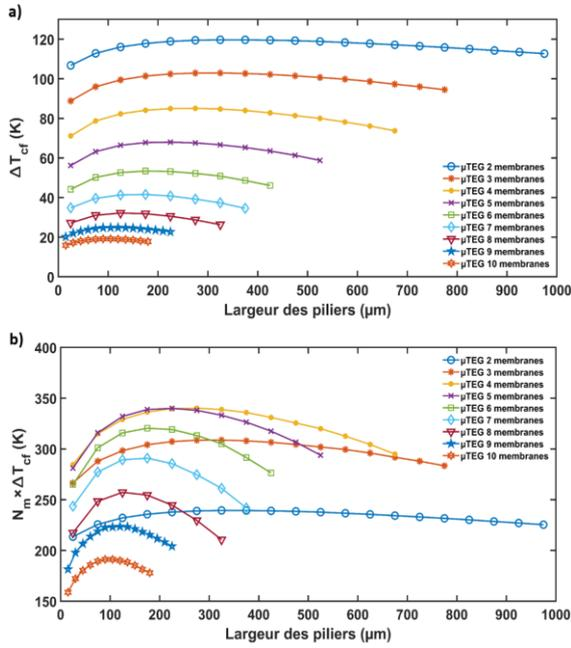 a)
ΔTcf (K)
120
100
80
60
40
20
0
μTEG 2 membranes
μTEG 3 membranes
μTEG 4 membranes
μTEG 5 membranes
μTEG 6 membranes
μTEG 7 membranes
μTEG 8 membranes
μTEG 9 membranes
μTEG 10 membranes
0 100 200 300 400 500 600 700 800 900 1000
Largeur des piliers (μm)
b)
Nm×ΔTcf (K)
400
350
300
250
200
150
μTEG 2 membranes
μTEG 3 membranes
μTEG 4 membranes
μTEG 5 membranes
μTEG 6 membranes
μTEG 7 membranes
μTEG 8 membranes
μTEG 9 membranes
μTEG 10 membranes
0 100 200 300 400 500 600 700 800 900 1000
Largeur des piliers (μm)